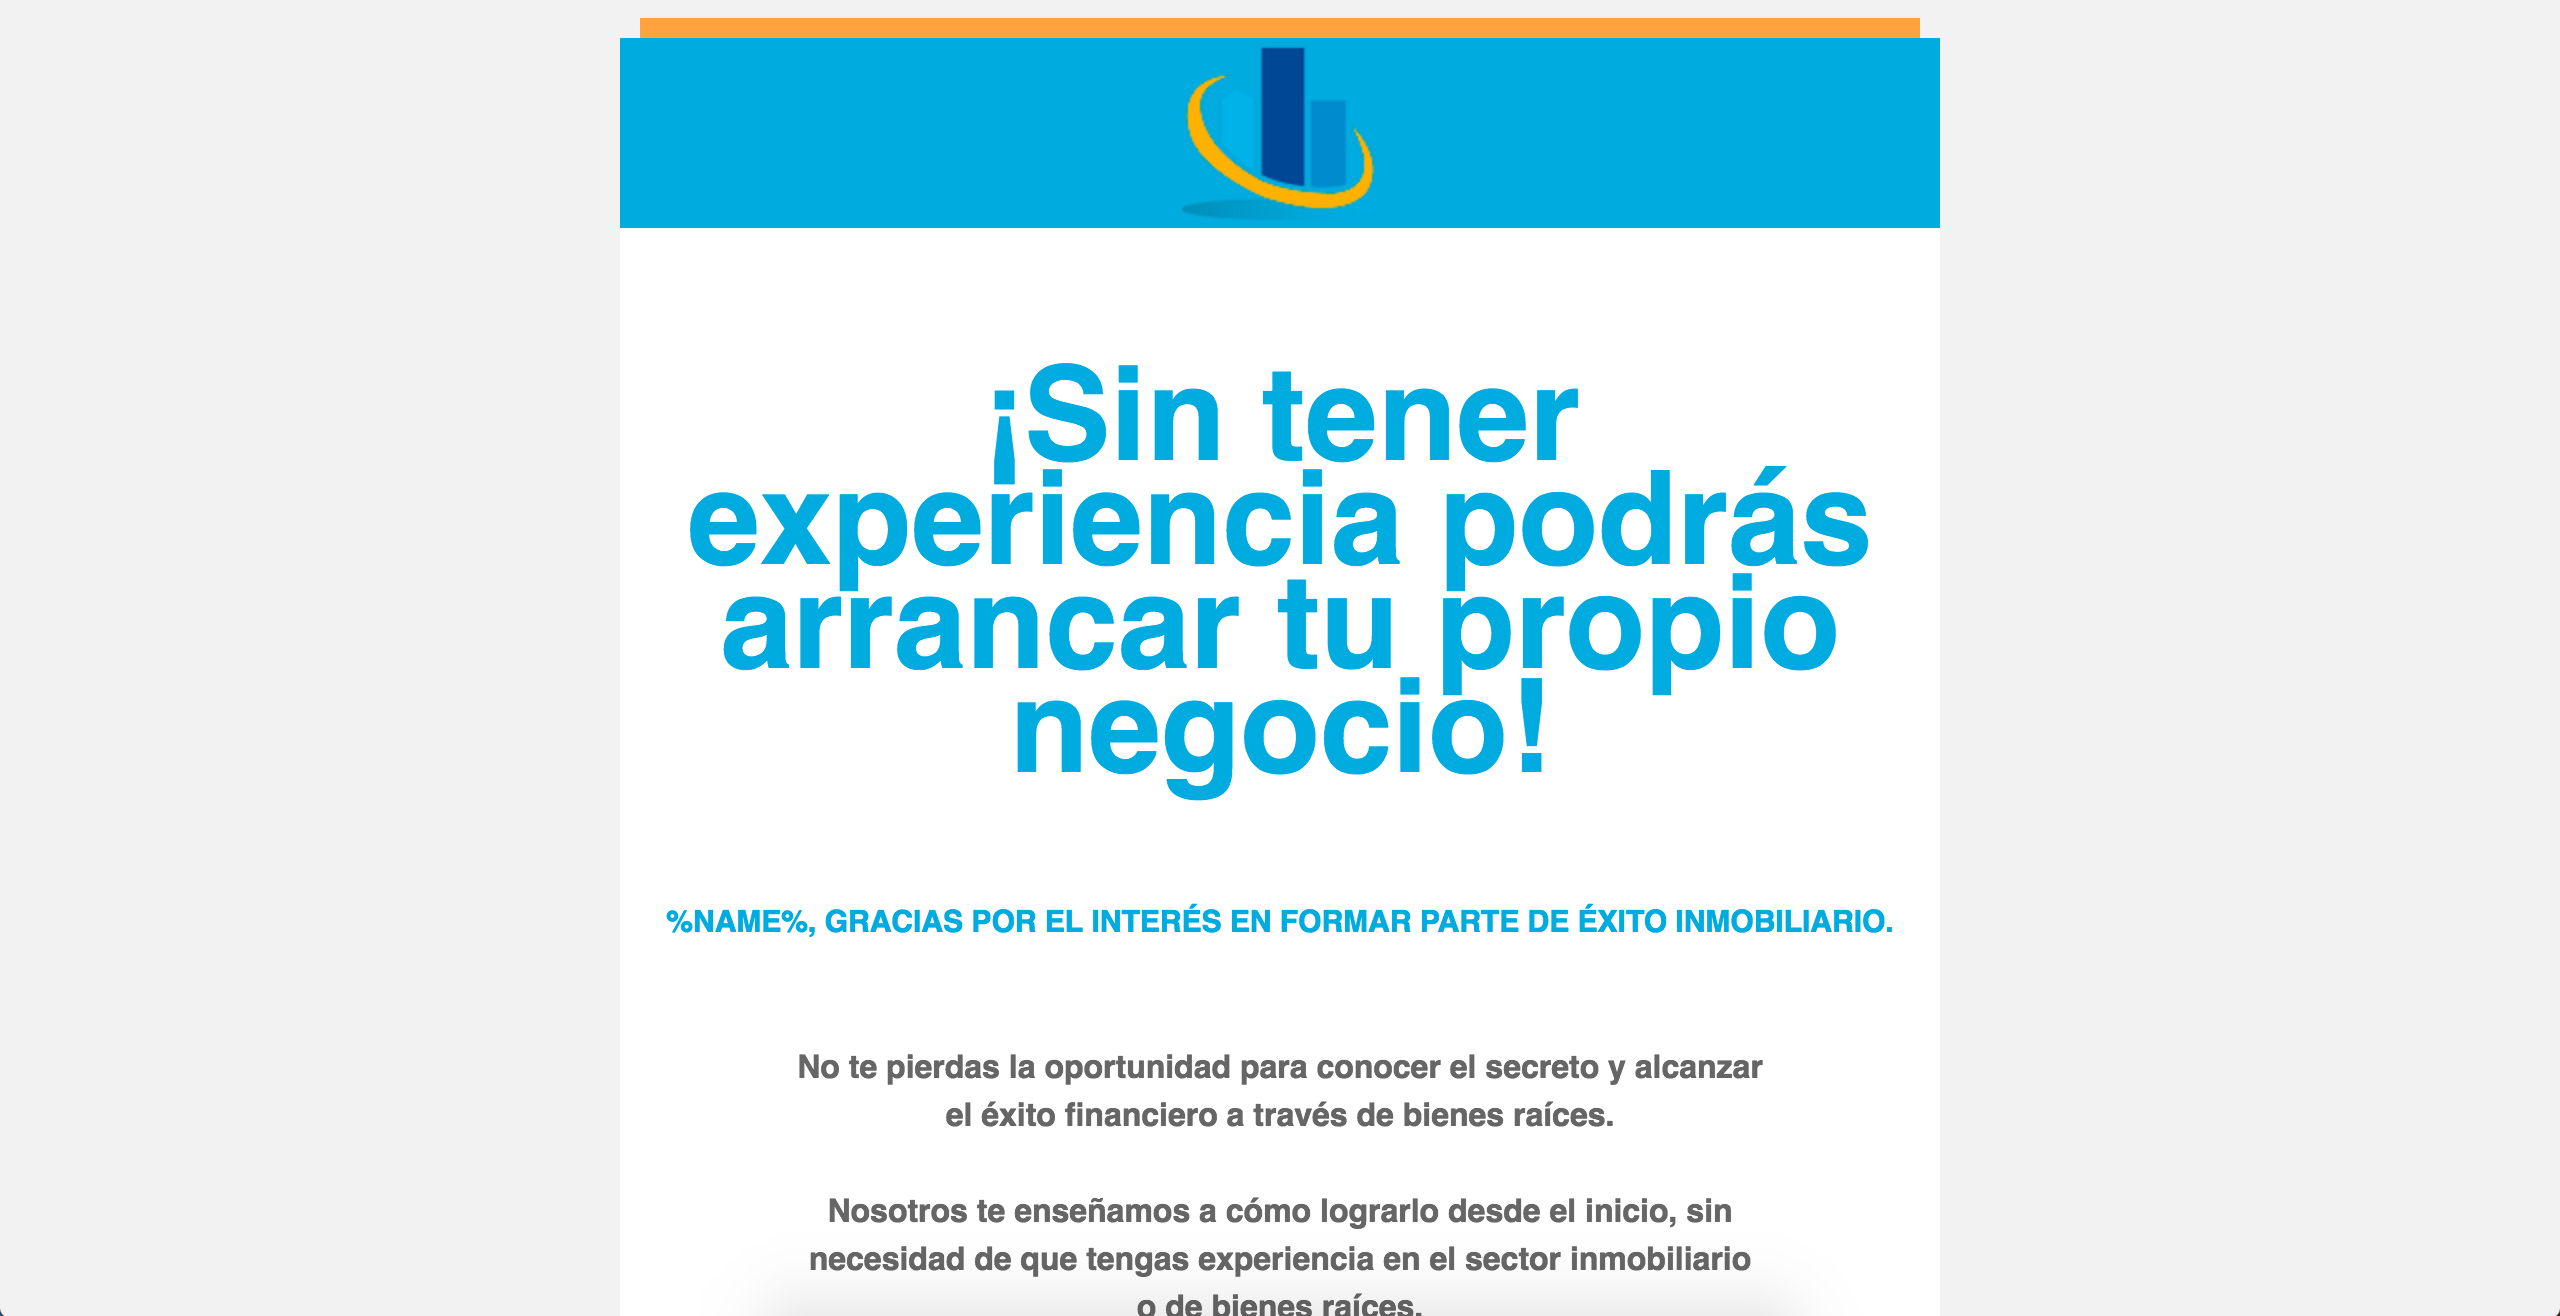 ¡Sin tener
experiencia podrás
arrancar tu propio
negocio!
%NAME%, GRACIAS POR EL INTERÉS EN FORMAR PARTE DE ÉXITO INMOBILIARIO.
No te pierdas la oportunidad para conocer el secreto y alcanzar
el éxito financiero a través de bienes raíces.
Nosotros te enseñamos a cómo lograrlo desde el inicio, sin
necesidad de que tengas experiencia en el sector inmobiliario
o de bienes raíces.